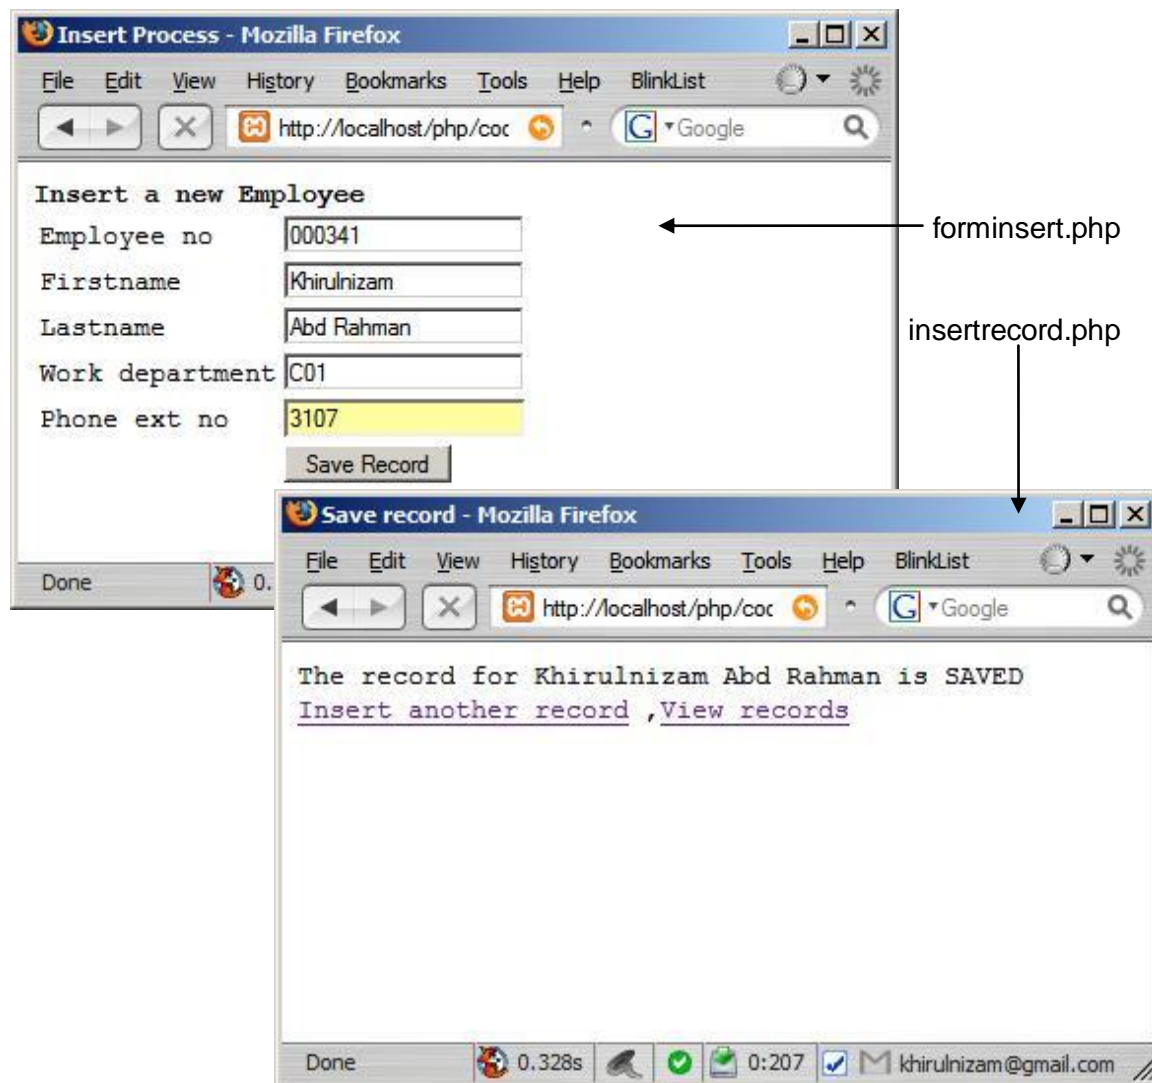 Insert Process - Mozilla Firefox
File Edit View History Bookmarks Tools Help BlinkList
http://localhost/php/coc G Google
Insert a new Employee
Employee no 000341
Firstname Khirulnizam
Lastname Abd Rahman
Work department C01
Phone ext no 3107
Save Record
Done 0.
forminsert.php
insertrecord.php
Save record - Mozilla Firefox
File Edit View History Bookmarks Tools Help BlinkList
http://localhost/php/coc G Google
The record for Khirulnizam Abd Rahman is SAVED
Insert another record ,View records
Done 0.328s 0:207 khirulnizam@gmail.com